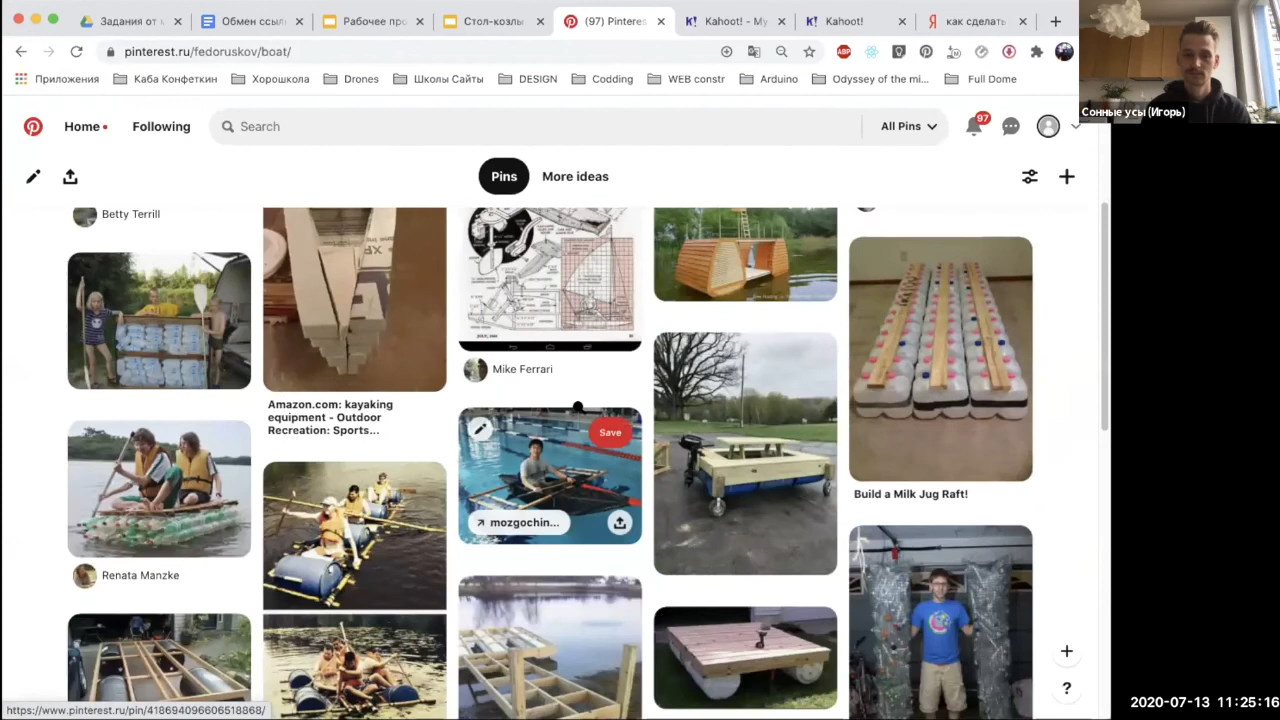 Задания от м
Обмен ссыл
Рабочее про
Стол-козлы
(97) Pinteres
Kahoot! - My
Kahoot!
как сделать
pinterest.ru/fedoruskov/boat/
Приложения
Каба Конфеткин
Хорошкола
Drones
Школы Сайты
DESIGN
Codding
WEB constr
Arduino
Odyssey of the mi...
Full Dome
Сонные усы (Игорь)
Home
Following
Search
All Pins
97
Pins
More ideas
Betty Terrill
Mike Ferrari
Amazon.com: kayaking
equipment - Outdoor
Recreation: Sports...
Save
mozgochin...
Build a Milk Jug Raft!
Renata Manzke
https://www.pinterest.ru/pin/418694096606518868/
2020-07-13 11:25:16